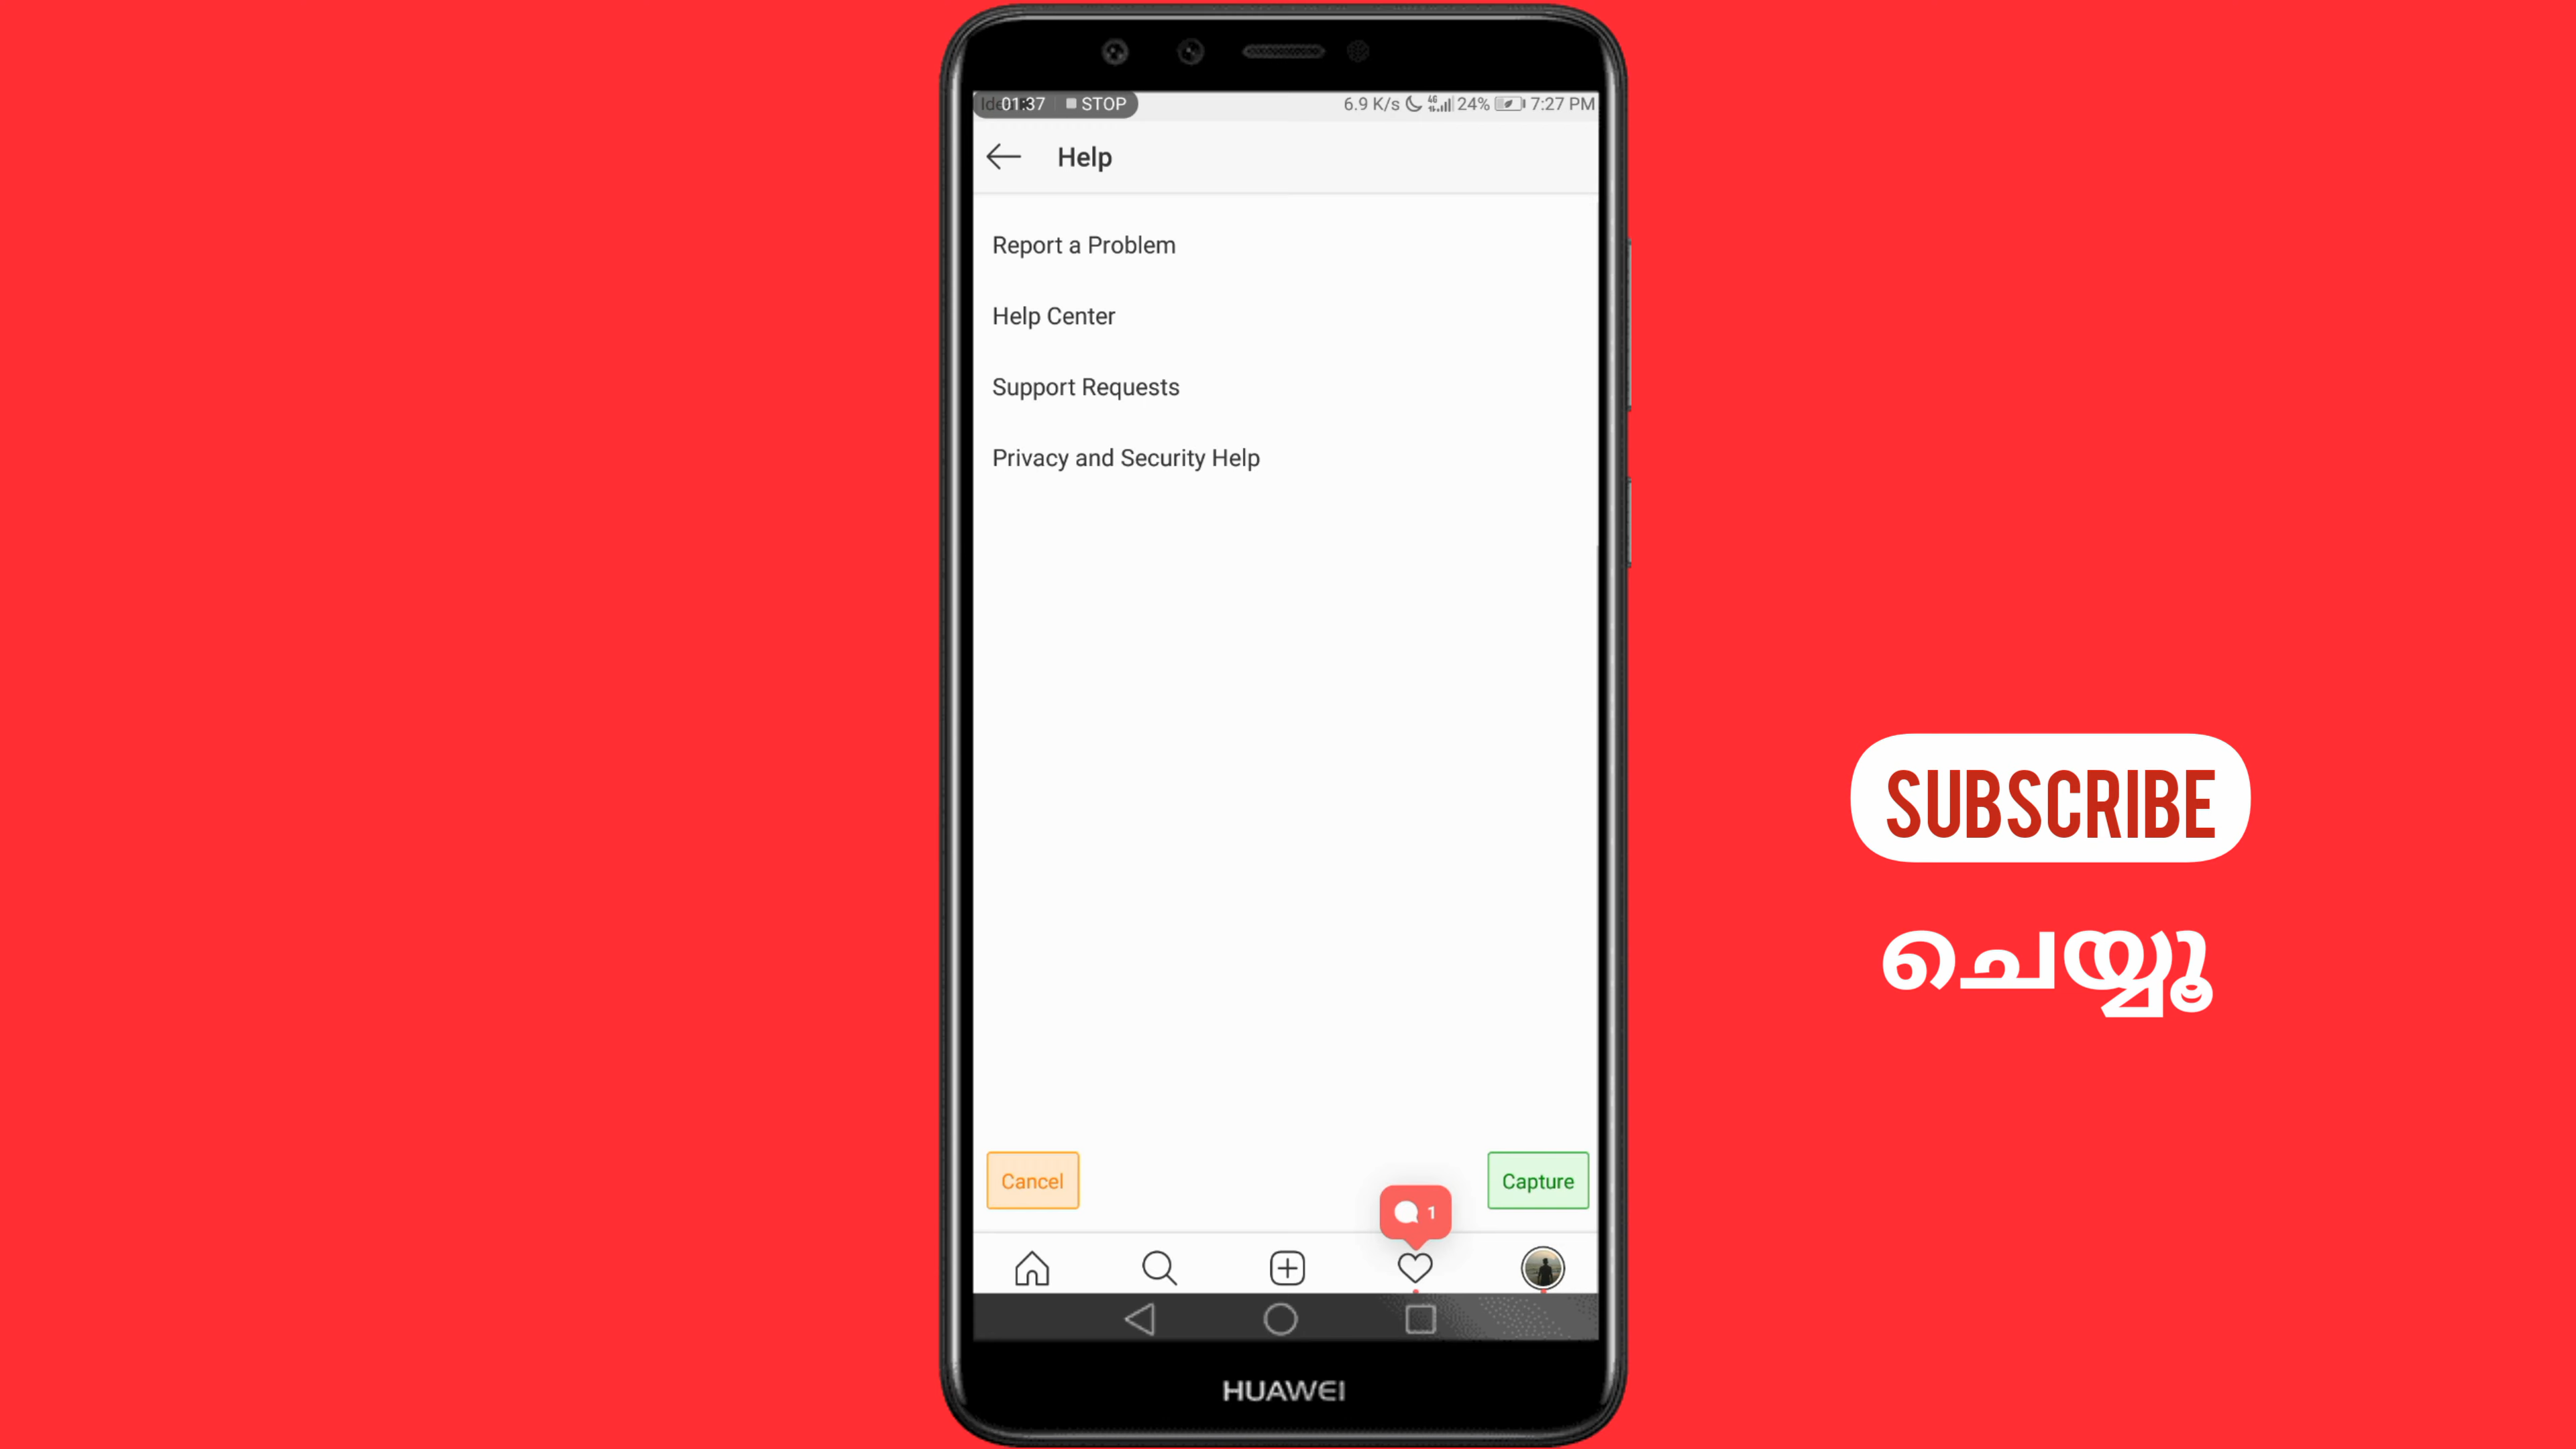 01:37 STOP 6.9 K/s 4G 24% 7:27 PM
Help
Report a Problem
Help Center
Support Requests
Privacy and Security Help
Cancel
Capture
1
HUAWEI
SUBSCRIBE
ചെയ്യൂ